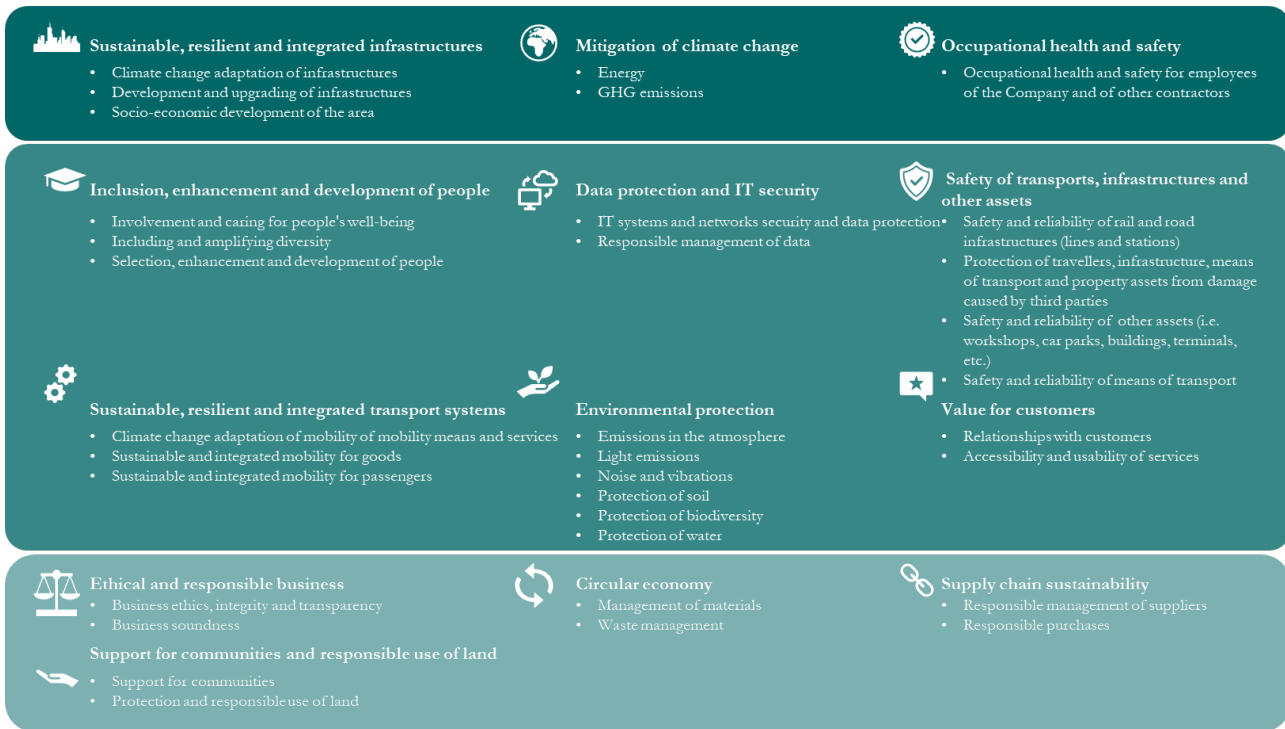 Sustainable, resilient and integrated infrastructures
• Climate change adaptation of infrastructures
• Development and upgrading of infrastructures
• Socio-economic development of the area
Mitigation of climate change
• Energy
• GHG emissions
Occupational health and safety
• Occupational health and safety for employees
of the Company and of other contractors
Inclusion, enhancement and development of people
• Involvement and caring for people's well-being
• Including and amplifying diversity
• Selection, enhancement and development of people
Data protection and IT security
• IT systems and networks security and data protection
• Responsible management of data
Safety of transports, infrastructures and
other assets
• Safety and reliability of rail and road
infrastructures (lines and stations)
• Protection of travellers, infrastructure, means
of transport and property assets from damage
caused by third parties
• Safety and reliability of other assets (i.e.
workshops, car parks, buildings, terminals,
etc.)
• Safety and reliability of means of transport
Sustainable, resilient and integrated transport systems
• Climate change adaptation of mobility of mobility means and services
• Sustainable and integrated mobility for goods
• Sustainable and integrated mobility for passengers
Environmental protection
• Emissions in the atmosphere
• Light emissions
• Noise and vibrations
• Protection of soil
• Protection of biodiversity
• Protection of water
Value for customers
• Relationships with customers
• Accessibility and usability of services
Ethical and responsible business
• Business ethics, integrity and transparency
• Business soundness
Circular economy
• Management of materials
• Waste management
Supply chain sustainability
• Responsible management of suppliers
• Responsible purchases
Support for communities and responsible use of land
• Support for communities
• Protection and responsible use of land